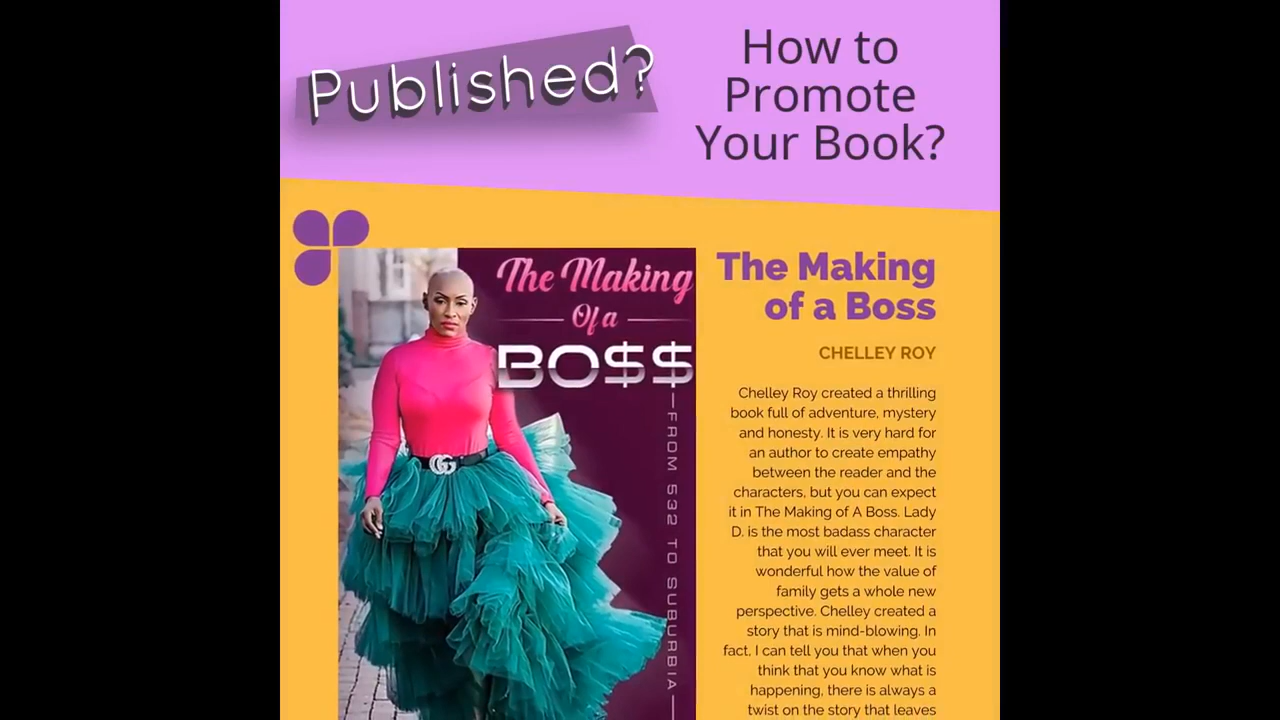 Published?
How to
Promote
Your Book?
The Making
Of a
BO$$
FROM 532 TO SUBURBIA
The Making
of a Boss
CHELLEY ROY
Chelley Roy created a thrilling
book full of adventure, mystery
and honesty. It is very hard for
an author to create empathy
between the reader and the
characters, but you can expect
it in The Making of A Boss. Lady
D. is the most badass character
that you will ever meet. It is
wonderful how the value of
family gets a whole new
perspective. Chelley created a
story that is mind-blowing. In
fact, I can tell you that when you
think that you know what is
happening, there is always a
twist on the story that leaves